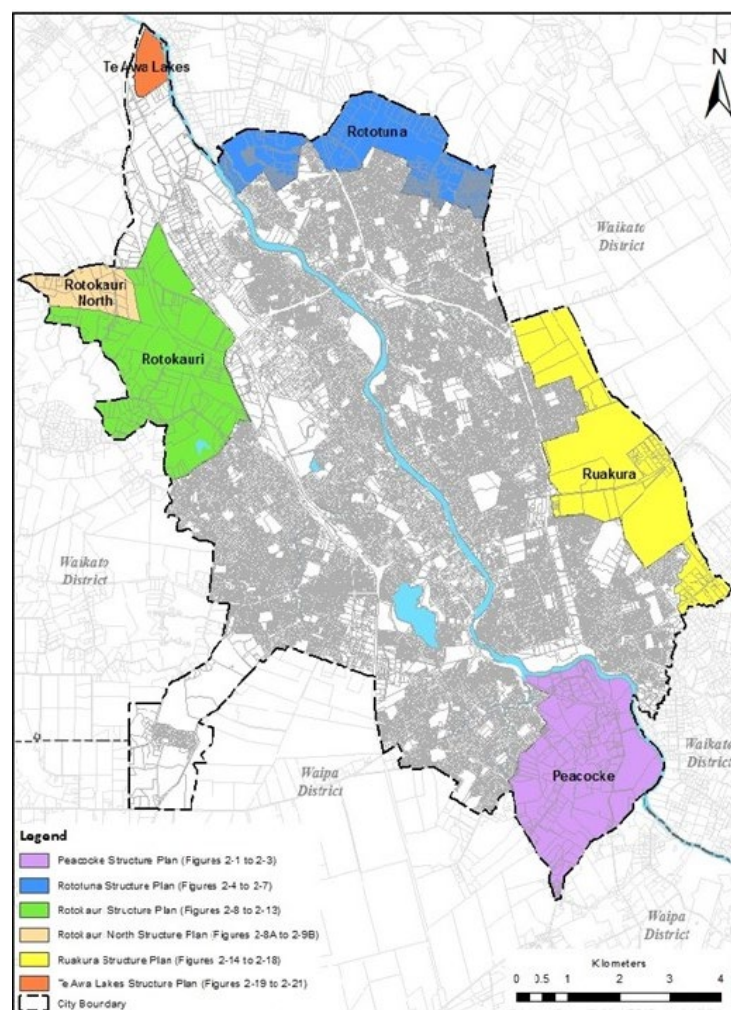 Te Awa Lakes
N
Rototuna
Waikato
District
Rotokauri
North
Rotokauri
Ruakura
Waikato
District
Waikato
District
Peacocke
Waipa
District
Waipa
District
Legend
Peacocke Structure Plan (Figures 2-1 to 2-3)
Rototuna Structure Plan (Figures 2-4 to 2-7)
Rotokaur Structure Plan (Figures 2-8 to 2-13)
Rotokaur North Structure Plan (Figures 2-8A to 2-9B)
Ruakura Structure Plan (Figures 2-14 to 2-18)
Te Awa Lakes Structure Plan (Figures 2-19 to 2-21)
City Boundary
Kilometers
0 0.5 1 2 3 4